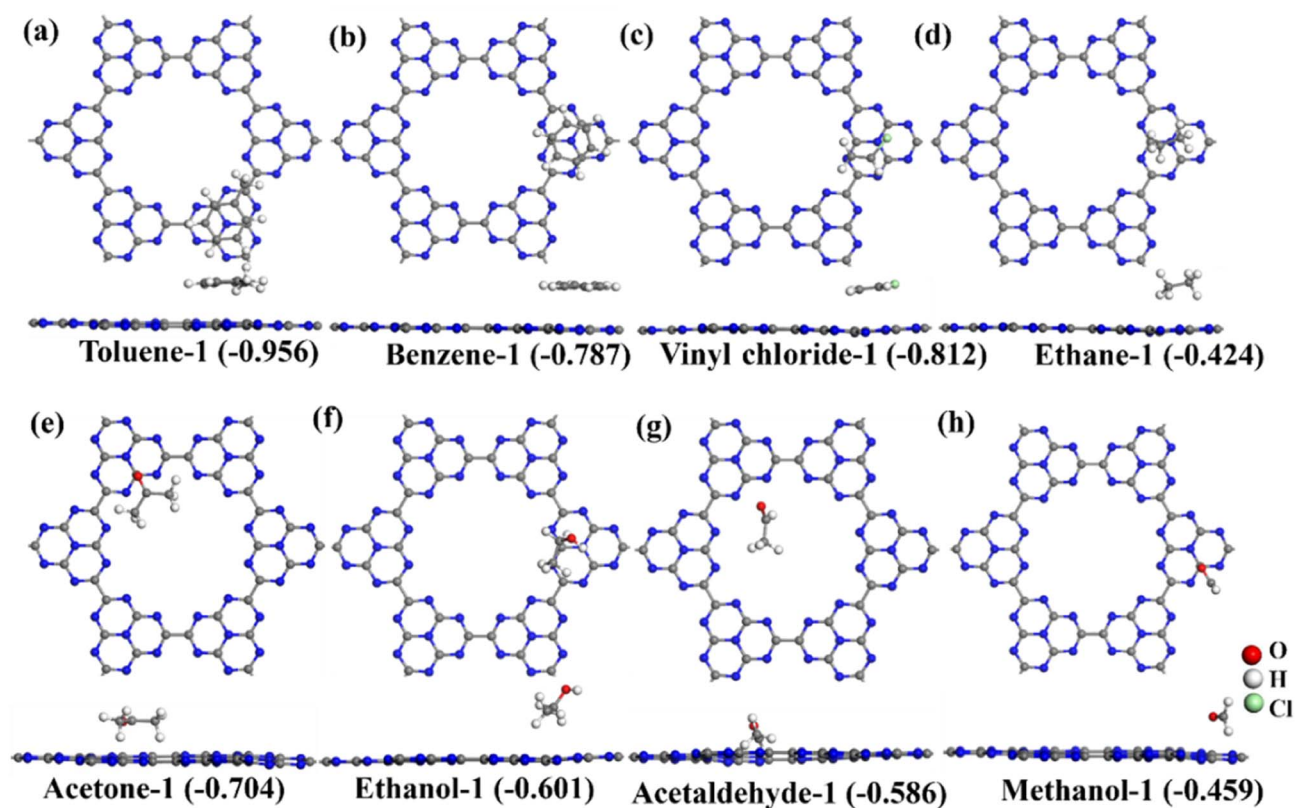 (a)
(b)
(c)
(d)
Toluene-1 (-0.956)
Benzene-1 (-0.787)
Vinyl chloride-1 (-0.812)
Ethane-1 (-0.424)
(e)
(f)
(g)
(h)
O
H
Cl
Acetone-1 (-0.704)
Ethanol-1 (-0.601)
Acetaldehyde-1 (-0.586)
Methanol-1 (-0.459)